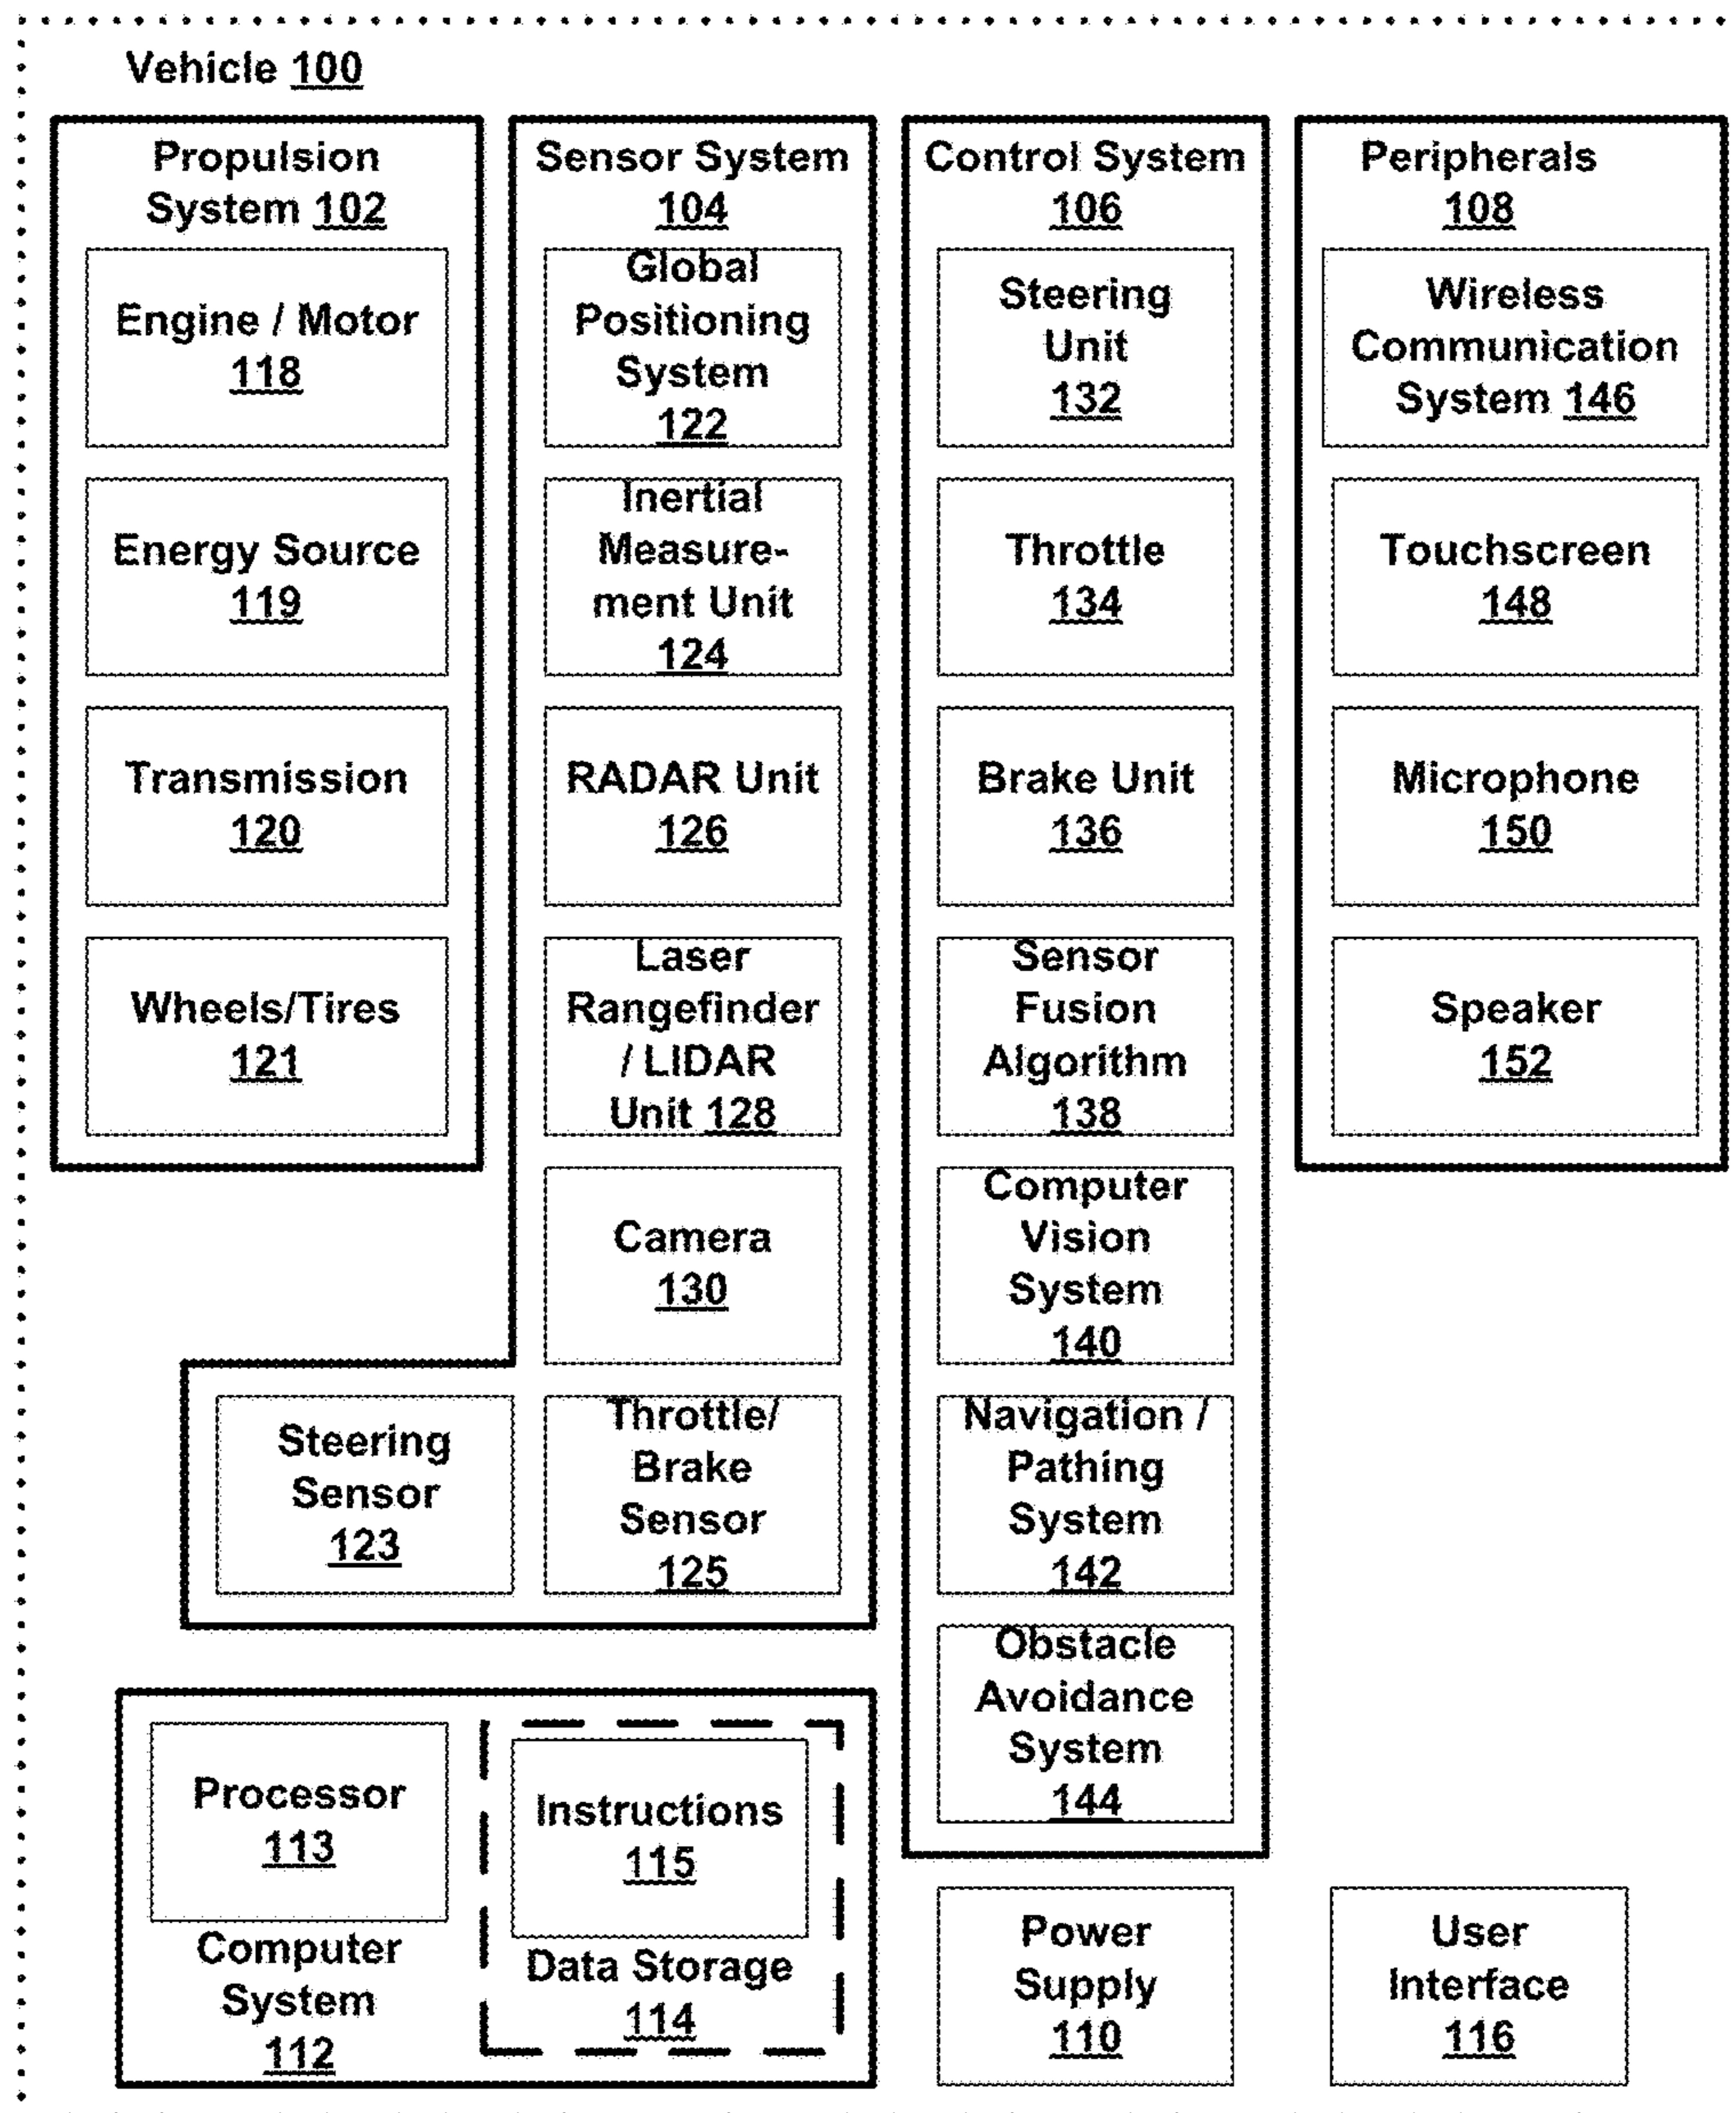 Vehicle 100
Propulsion
System 102
Engine / Motor
118
Energy Source
119
Transmission
120
Wheels/Tires
121
Sensor System
104
Global
Positioning
System
122
Inertial
Measure-
ment Unit
124
RADAR Unit
126
Laser
Rangefinder
/ LIDAR
Unit 128
Camera
130
Steering
Sensor
123
Throttle/
Brake
Sensor
125
Control System
106
Steering
Unit
132
Throttle
134
Brake Unit
136
Sensor
Fusion
Algorithm
138
Computer
Vision
System
140
Navigation /
Pathing
System
142
Obstacle
Avoidance
System
144
Peripherals
108
Wireless
Communication
System 146
Touchscreen
148
Microphone
150
Speaker
152
Processor
113
Computer
System
112
Instructions
115
Data Storage
114
Power
Supply
110
User
Interface
116